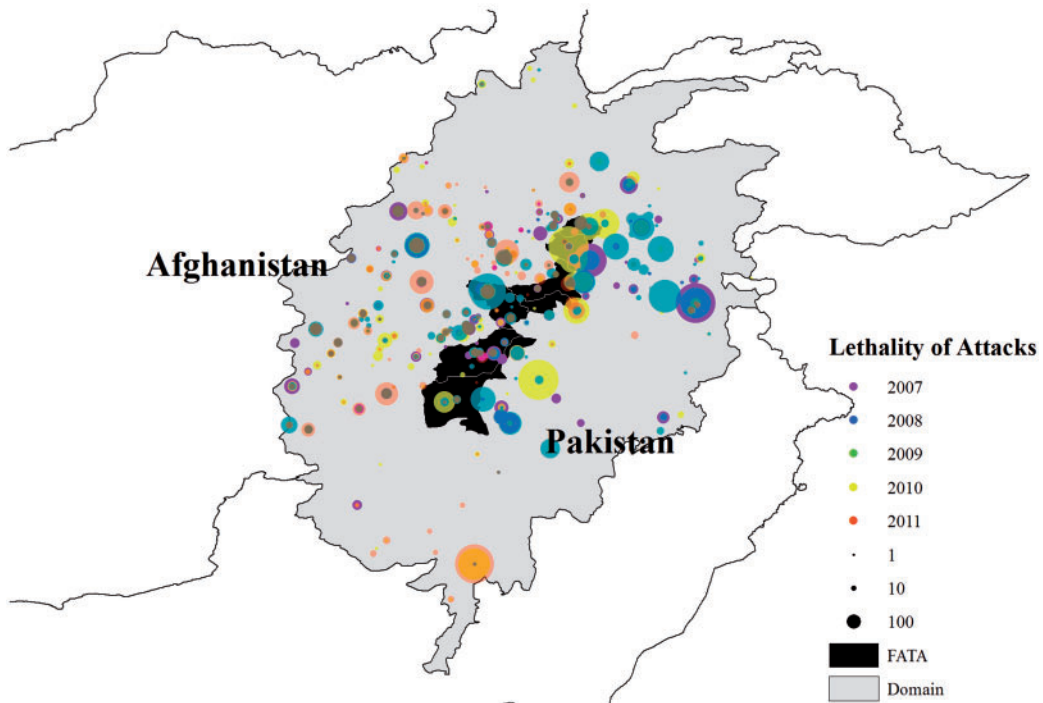 Afghanistan
Pakistan
Lethality of Attacks
2007
2008
2009
2010
2011
1
10
100
FATA
Domain